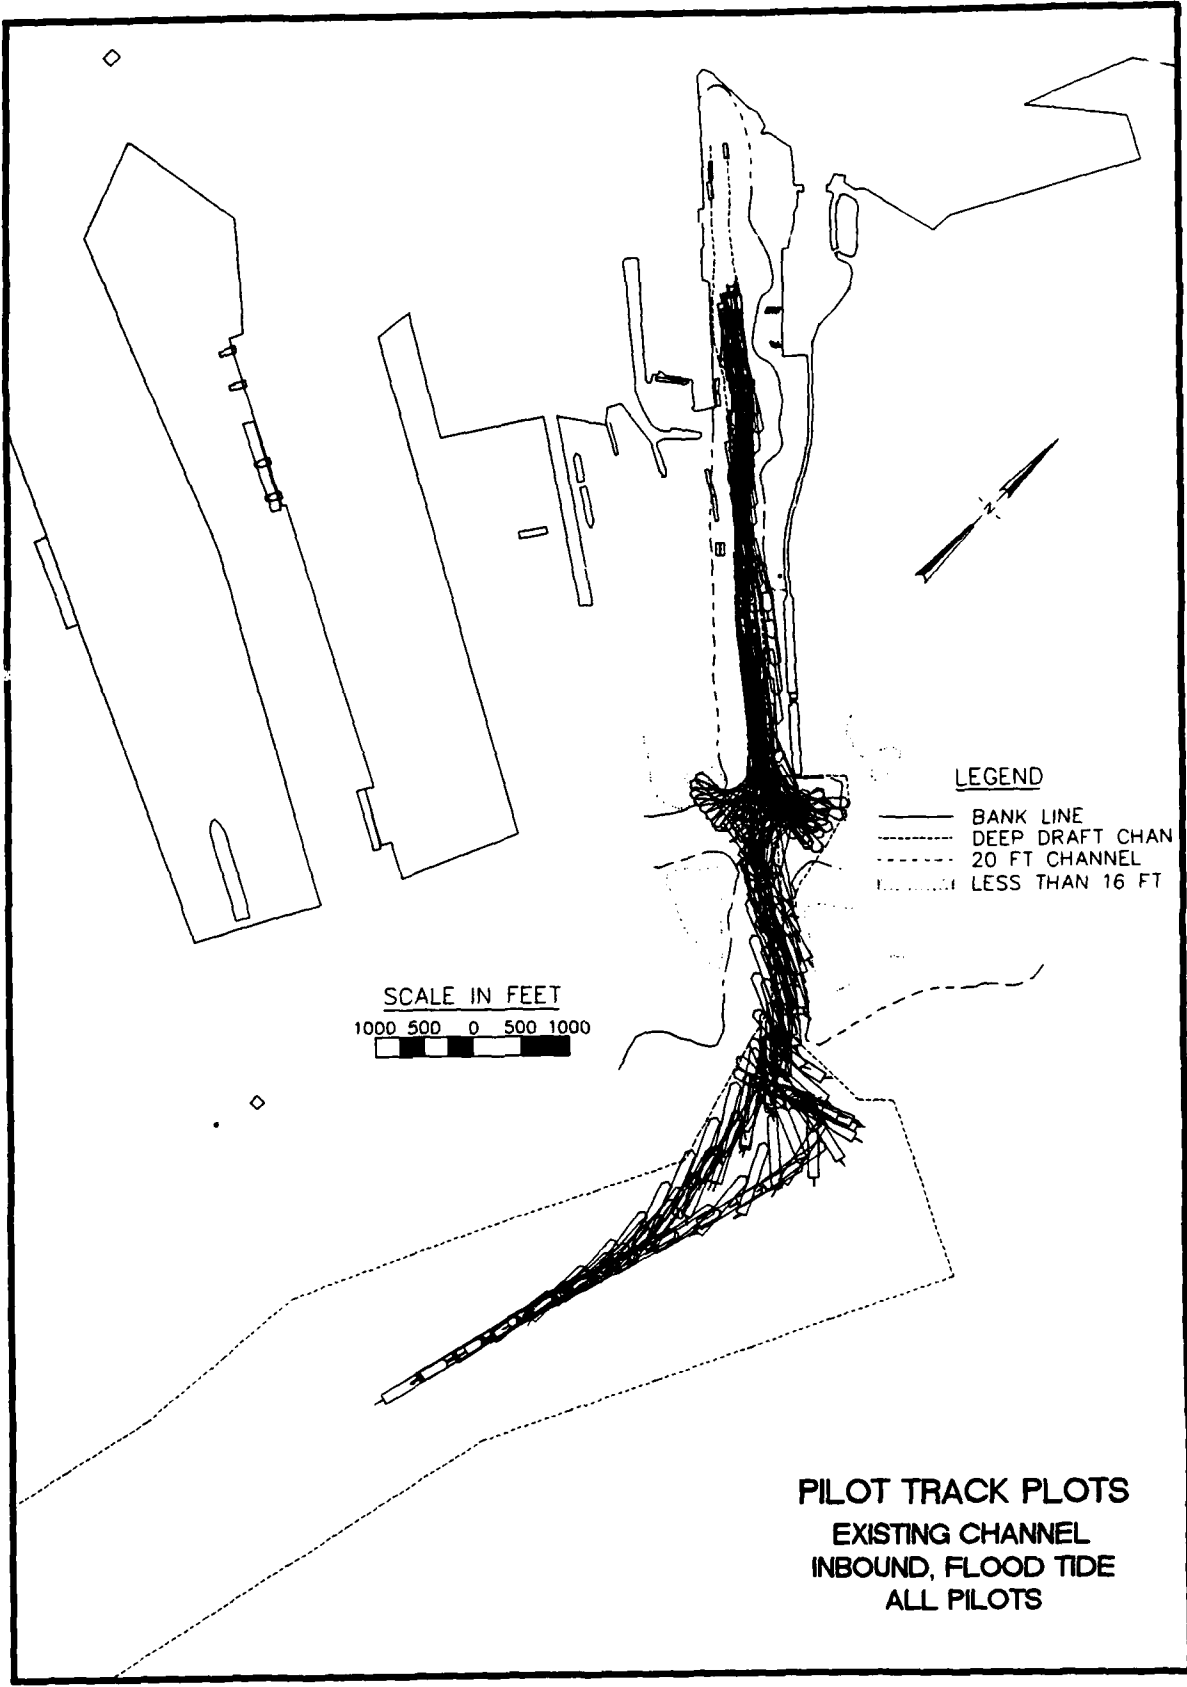 N
LEGEND
BANK LINE
DEEP DRAFT CHAN
20 FT CHANNEL
LESS THAN 16 FT
SCALE IN FEET
1000 500 0 500 1000
PILOT TRACK PLOTS
EXISTING CHANNEL
INBOUND, FLOOD TIDE
ALL PILOTS